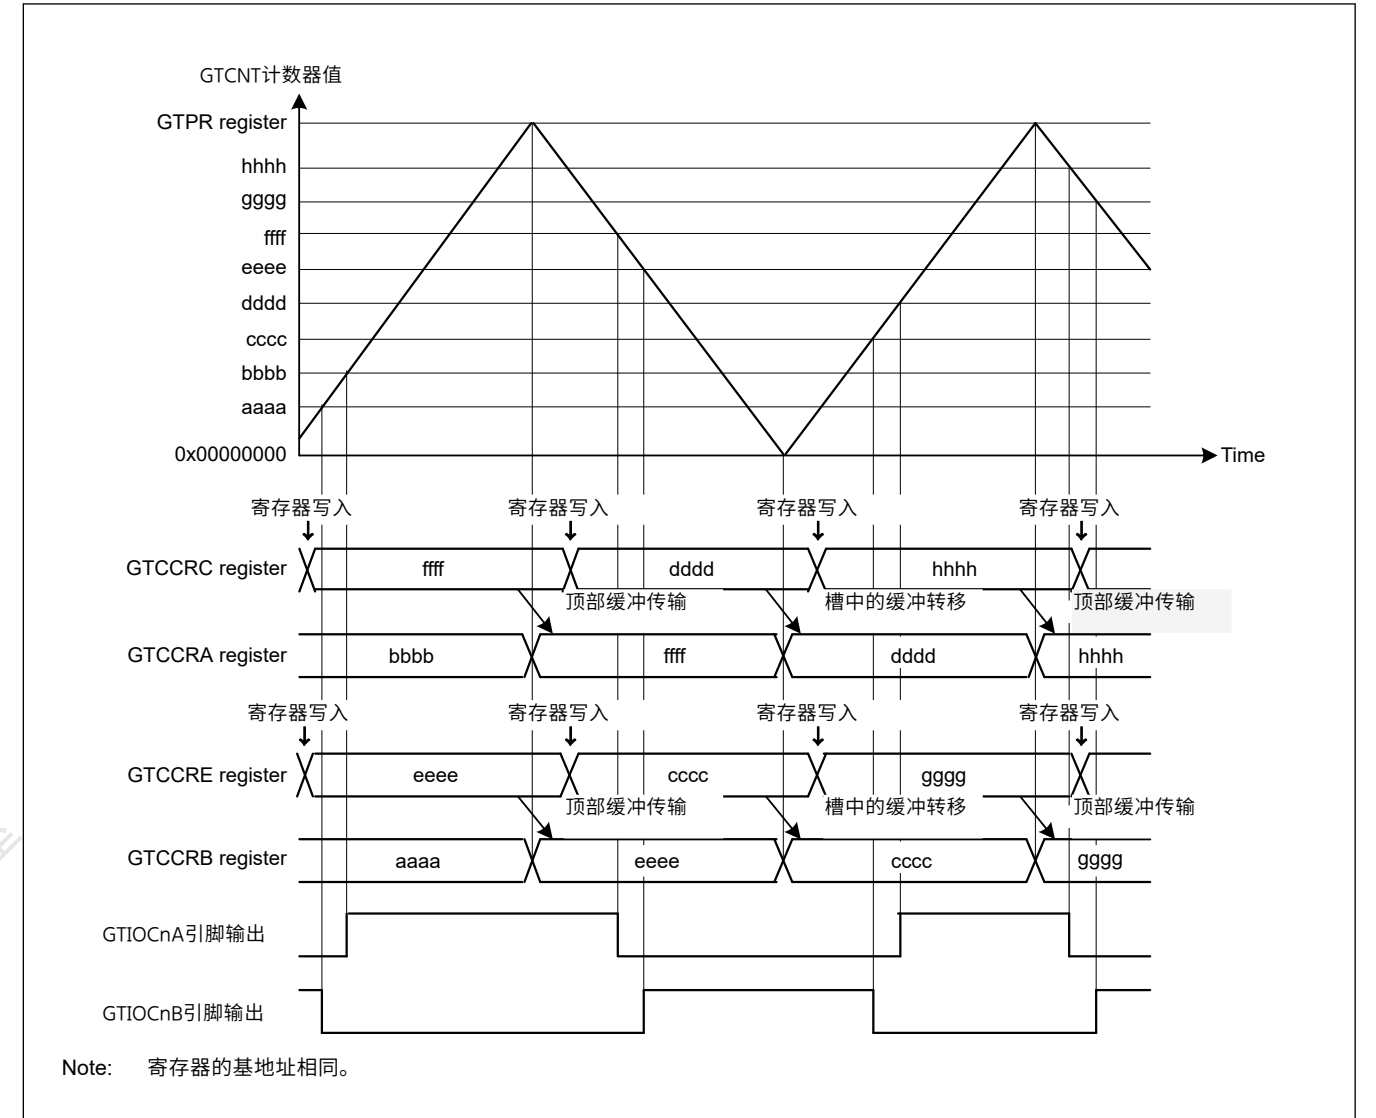 GTCNT计数器值
GTPR register
hhhh
gggg
ffff
eeee
dddd
cccc
bbbb
aaaa
0x00000000
Time
寄存器写入 寄存器写入 寄存器写入 寄存器写入
GTCCRC register ffff dddd hhhh
顶部缓冲传输 槽中的缓冲转移 顶部缓冲传输
GTCCRA register bbbb ffff dddd hhhh
寄存器写入 寄存器写入 寄存器写入 寄存器写入
GTCCRE register eeee cccc gggg
顶部缓冲传输 槽中的缓冲转移 顶部缓冲传输
GTCCRB register aaaa eeee cccc gggg
GTIOCnA引脚输出
GTIOCnB引脚输出
Note: 寄存器的基地址相同。